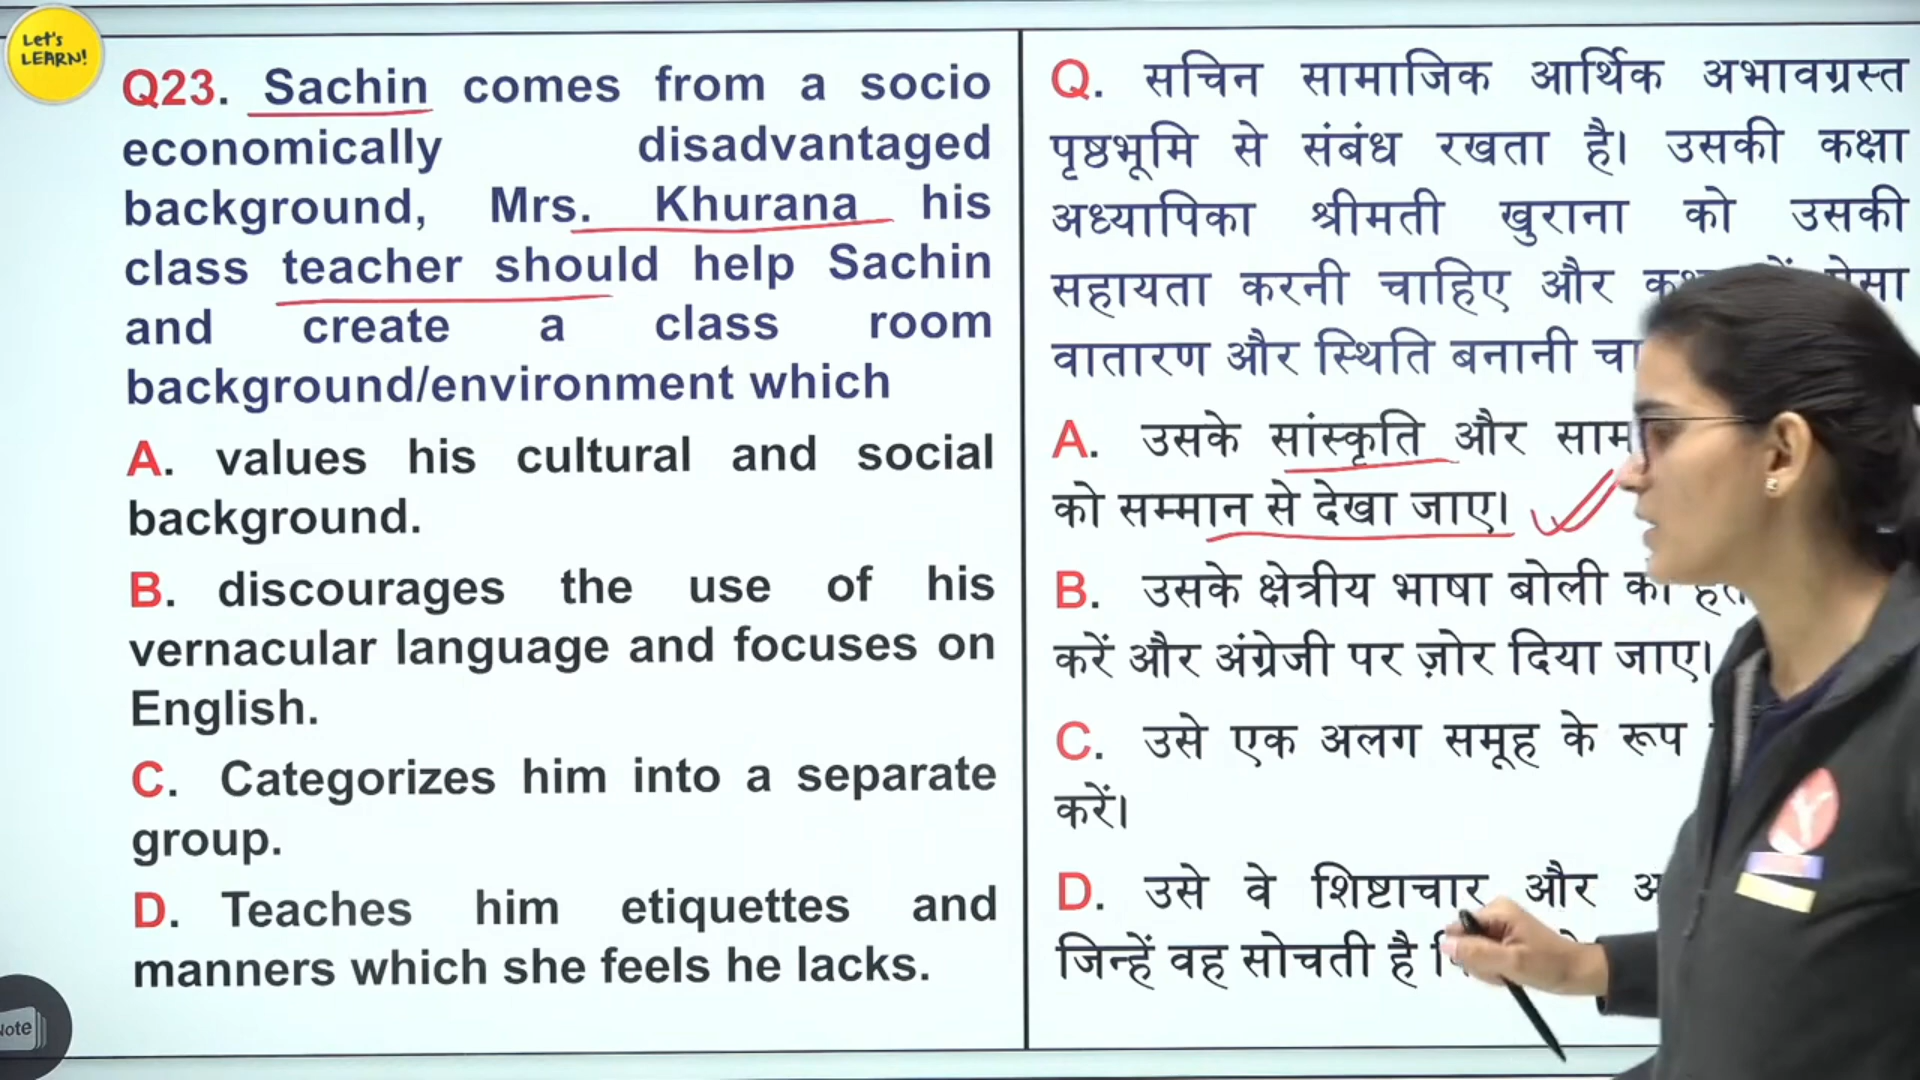 Let's
LEARN!
Q23. Sachin comes from a socio
economically disadvantaged
background, Mrs. Khurana his
class teacher should help Sachin
and create a class room
background/environment which
A. values his cultural and social
background.
B. discourages the use of his
vernacular language and focuses on
English.
C. Categorizes him into a separate
group.
D. Teaches him etiquettes and
manners which she feels he lacks.
Q. सचिन सामाजिक आर्थिक अभावग्रस्त
पृष्ठभूमि से संबंध रखता है। उसकी कक्षा
अध्यापिका श्रीमती खुराना को उसकी
सहायता करनी चाहिए और
वातारण और स्थिति बनानी
A. उसके सांस्कृति और
को सम्मान से देखा जाए।
B. उसके क्षेत्रीय भाषा बोली
करें और अंग्रेजी पर ज़ोर दिया जाए।
C. उसे एक अलग समूह के रूप
करें।
D. उसे वे शिष्टाचार और
जिन्हें वह सोचती है
Note